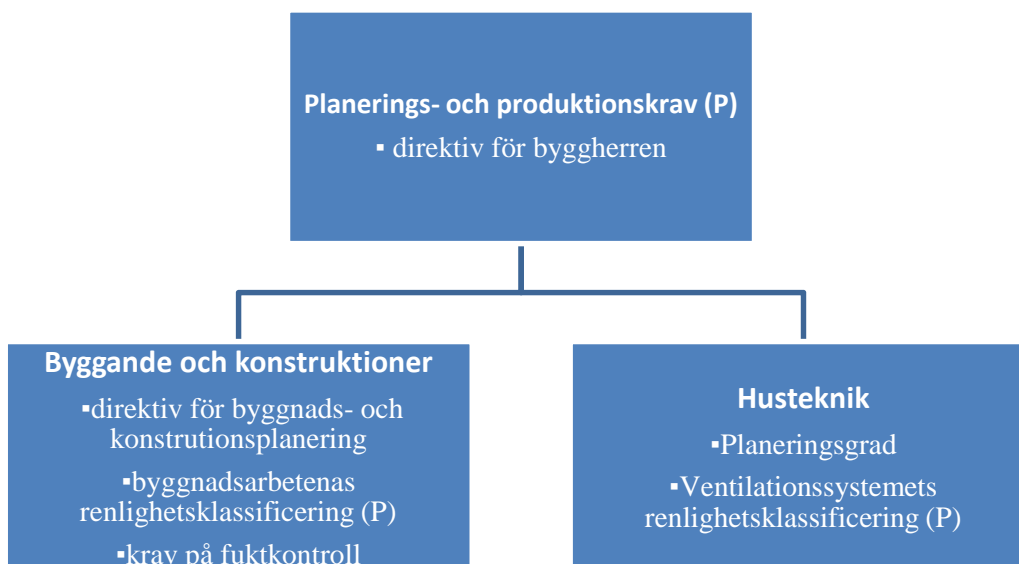 Planerings- och produktionskrav (P)
▪ direktiv för byggherren
Byggande och konstruktioner
▪direktiv för byggnads- och
konstrutionsplanering
▪byggnadsarbetenas
renlighetsklassificering (P)
▪krav på fuktkontroll
Husteknik
▪Planeringsgrad
▪Ventilationssystemets
renlighetsklassificering (P)